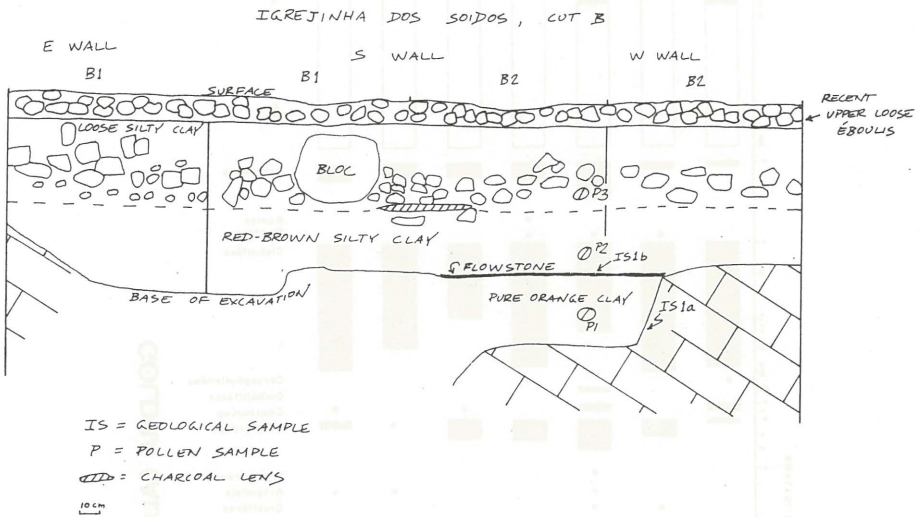 IGREJINHA DOS SOIDOS, CUT B
E WALL
S WALL
W WALL
B1
B1
B2
B2
SURFACE
RECENT
UPPER LOOSE
ÉBOULIS
LOOSE SILTY CLAY
BLOC
P3
RED-BROWN SILTY CLAY
P2
IS1b
FLOWSTONE
BASE OF EXCAVATION
PURE ORANGE CLAY
IS1a
P1
IS = GEOLOGICAL SAMPLE
P = POLLEN SAMPLE
= CHARCOAL LENS
10 cm